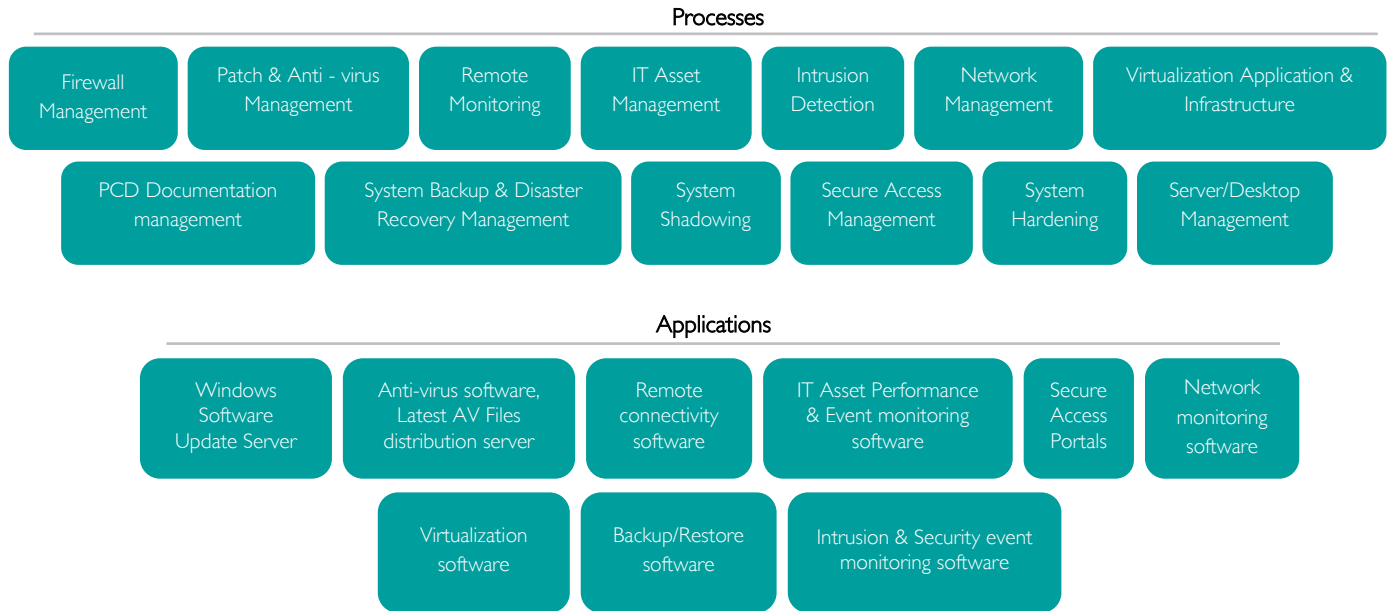 Processes
Firewall
Management
Patch & Anti - virus
Management
Remote
Monitoring
IT Asset
Management
Intrusion
Detection
Network
Management
Virtualization Application &
Infrastructure
PCD Documentation
management
System Backup & Disaster
Recovery Management
System
Shadowing
Secure Access
Management
System
Hardening
Server/Desktop
Management
Applications
Windows
Software
Update Server
Anti-virus software,
Latest AV Files
distribution server
Remote
connectivity
software
IT Asset Performance
& Event monitoring
software
Secure
Access
Portals
Network
monitoring
software
Virtualization
software
Backup/Restore
software
Intrusion & Security event
monitoring software